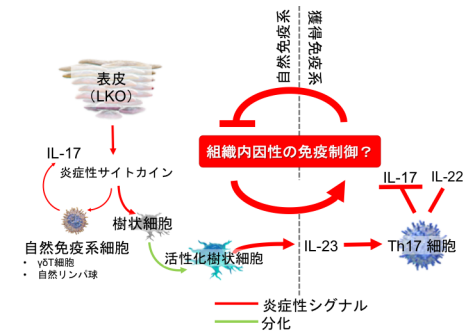 自然免疫系
獲得免疫系
表皮
（LKO）
組織内因性の免疫制御？
IL-17
炎症性サイトカイン
IL-17
IL-22
樹状細胞
自然免疫系細胞
• γδT細胞
• 自然リンパ球
活性化樹状細胞
IL-23
Th17 細胞
炎症性シグナル
分化